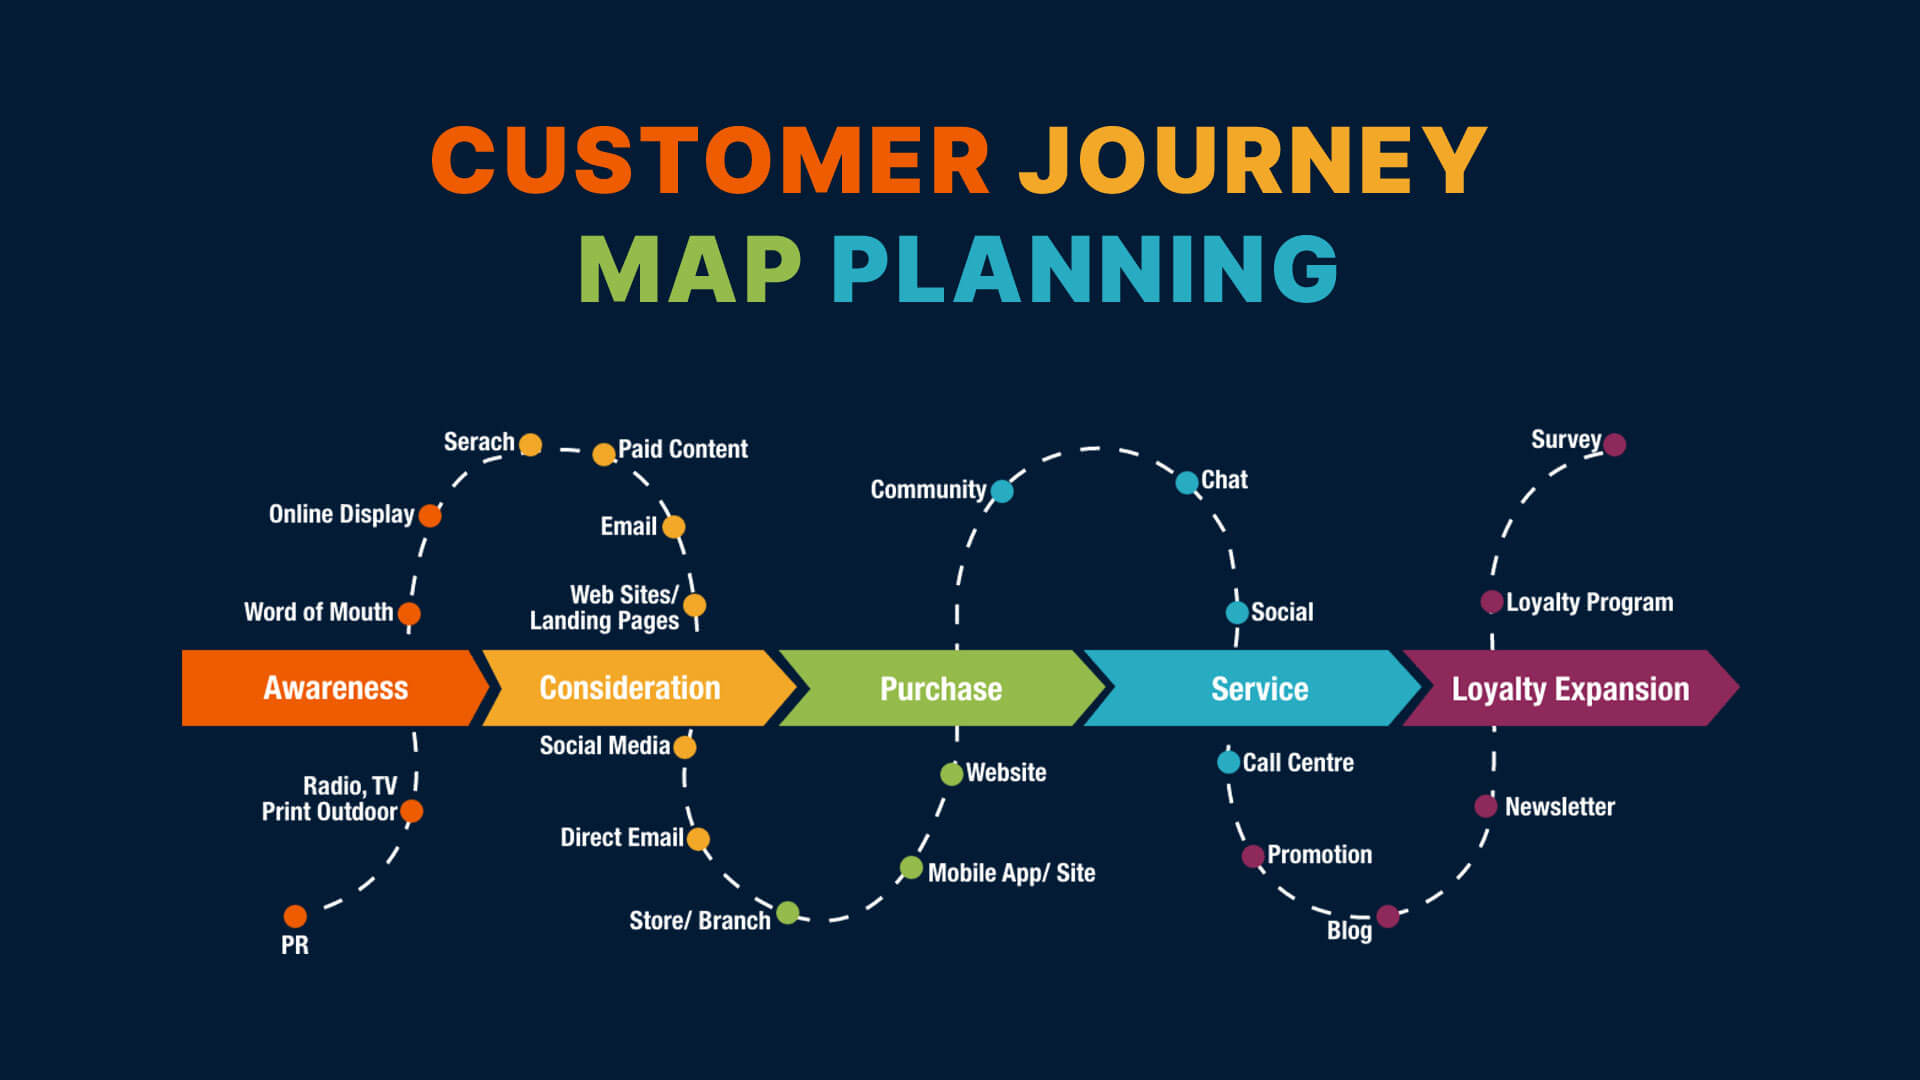 CUSTOMER JOURNEY
MAP PLANNING
Serach
Paid Content
Online Display
Email
Word of Mouth
Web Sites/
Landing Pages
Community
Chat
Social
Survey
Loyalty Program
Awareness
Consideration
Purchase
Service
Loyalty Expansion
Radio, TV
Print Outdoor
PR
Social Media
Direct Email
Store/ Branch
Website
Mobile App/ Site
Call Centre
Promotion
Blog
Newsletter